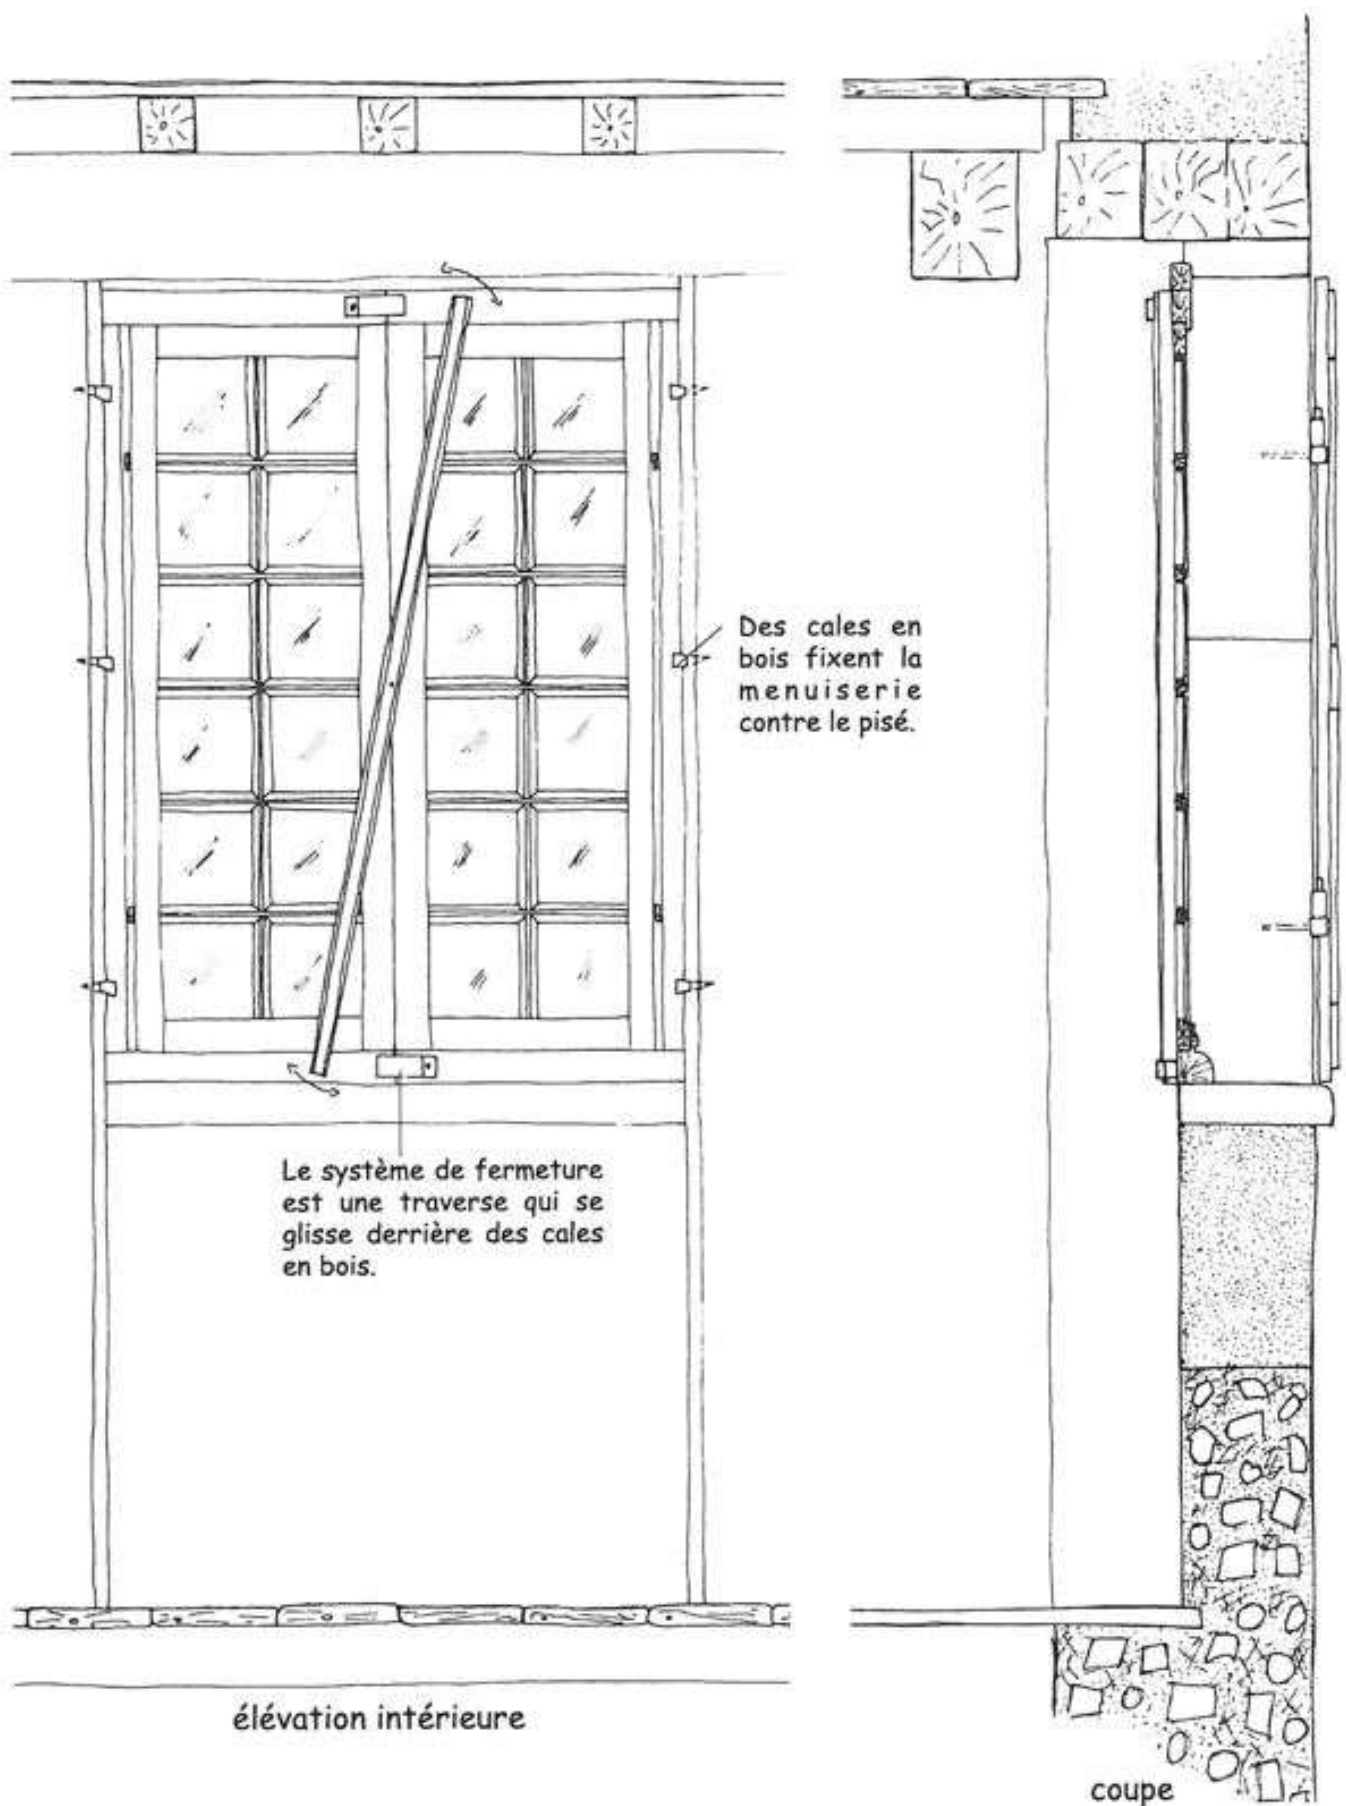 Des cales en
bois fixent la
menuiserie
contre le pisé.
Le système de fermeture
est une traverse qui se
glisse derrière des cales
en bois.
élévation intérieure
coupe